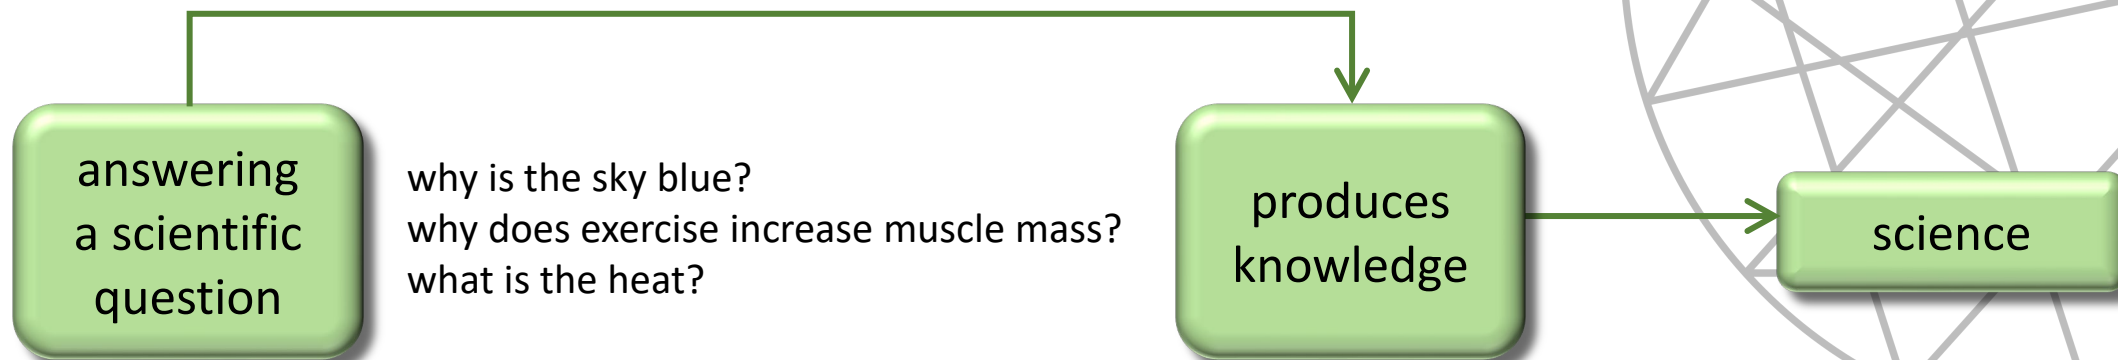 answering
a scientific
question
why is the sky blue?
why does exercise increase muscle mass?
what is the heat?
produces
knowledge
science